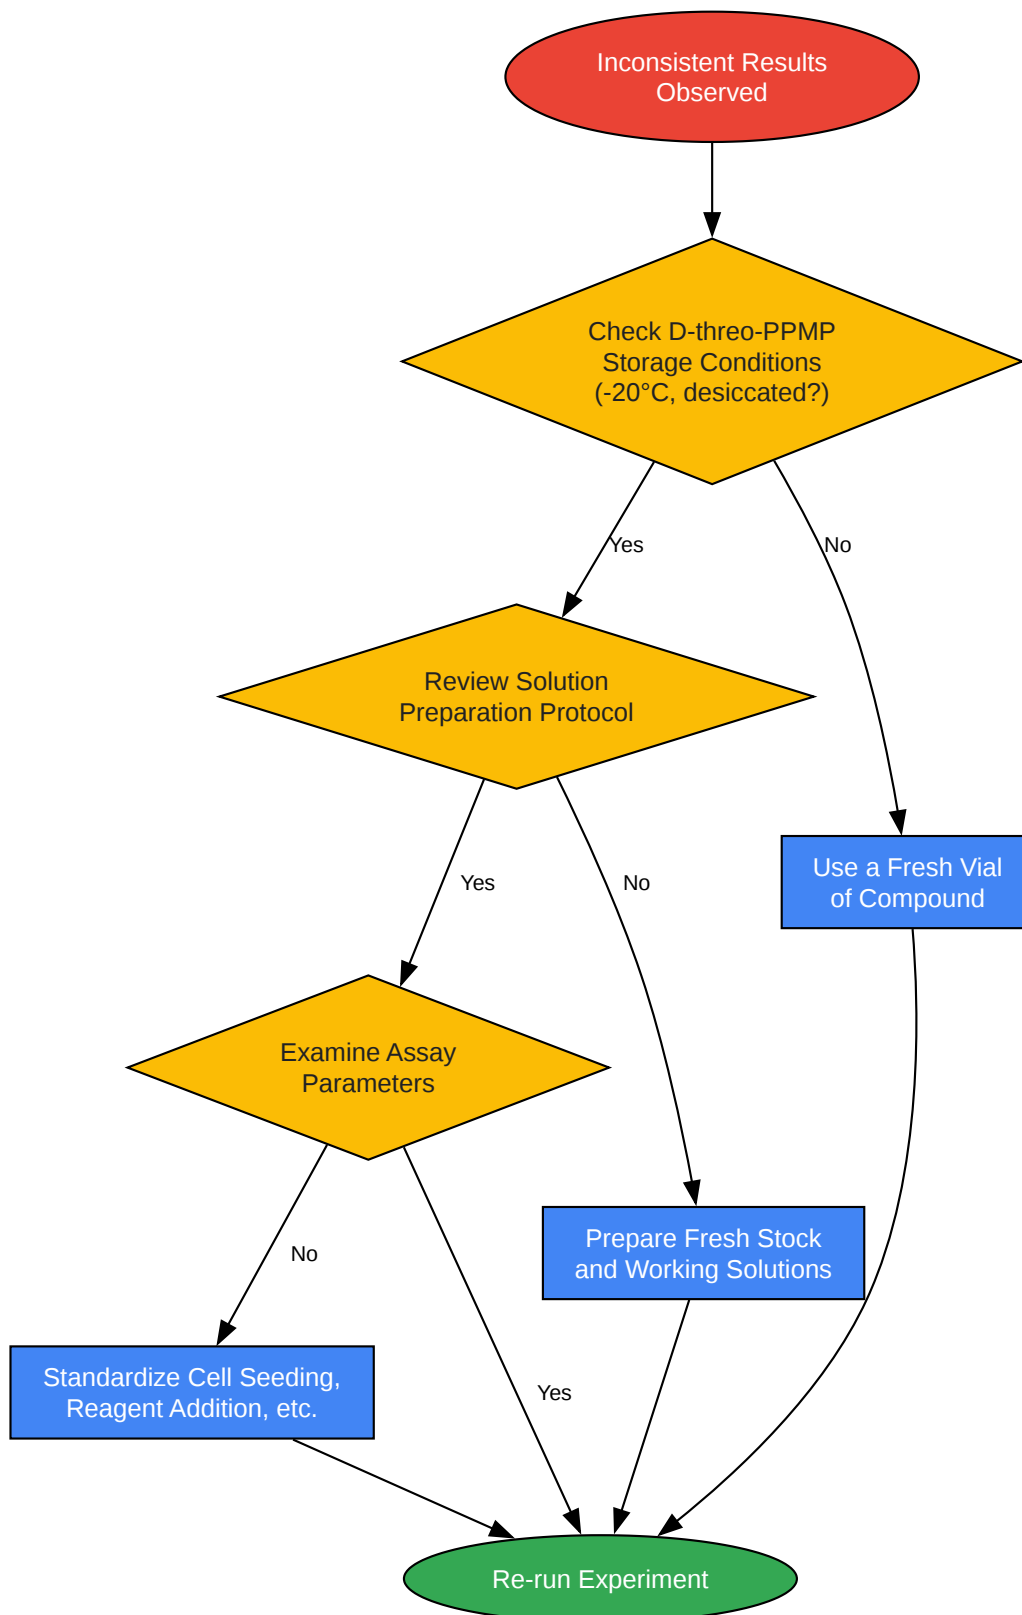 Inconsistent Results
Observed
Check D-threo-PPMP
Storage Conditions
(-20°C, desiccated?)
Yes
No
Review Solution
Preparation Protocol
Yes
No
Use a Fresh Vial
of Compound
Examine Assay
Parameters
No
Yes
Prepare Fresh Stock
and Working Solutions
Standardize Cell Seeding,
Reagent Addition, etc.
Re-run Experiment